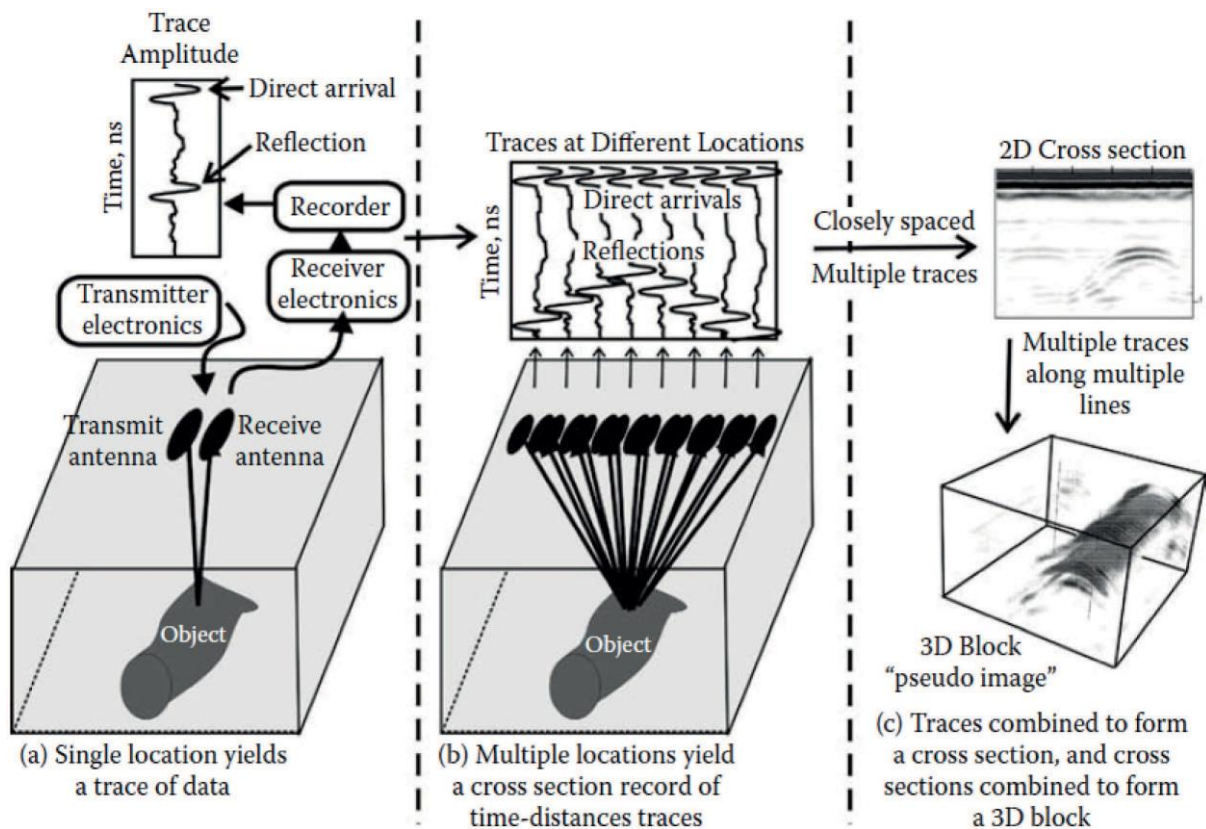 Trace
Amplitude
Time, ns
Direct arrival
Reflection
Recorder
Receiver
electronics
Transmitter
electronics
Transmit
antenna
Receive
antenna
Object
(a) Single location yields
a trace of data
Traces at Different Locations
Time, ns
Direct arrivals
Reflections
Object
(b) Multiple locations yield
a cross section record of
time-distances traces
Closely spaced
Multiple traces
2D Cross section
Multiple traces
along multiple
lines
3D Block
“pseudo image”
(c) Traces combined to form
a cross section, and cross
sections combined to form
a 3D block